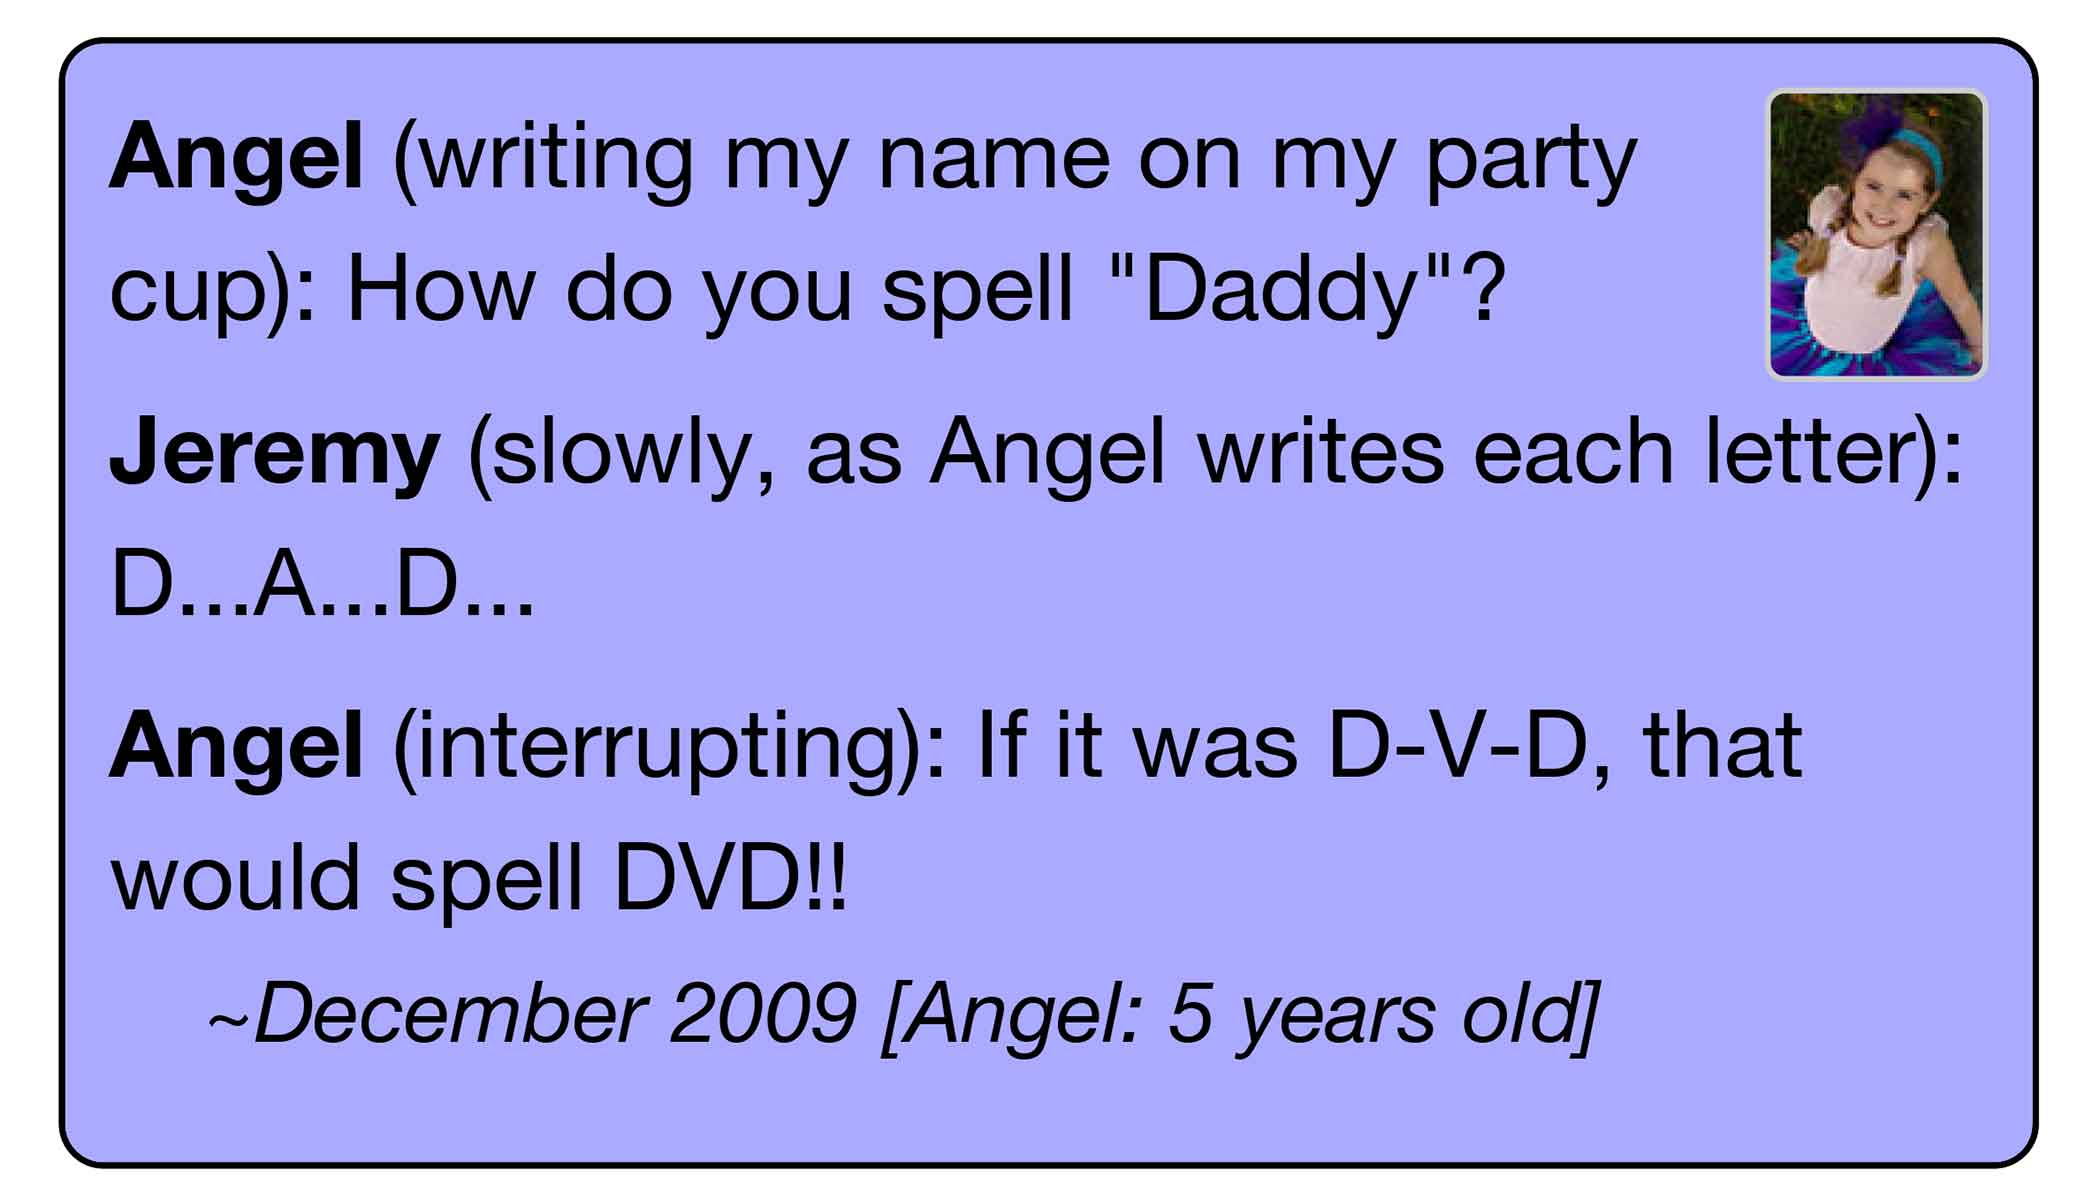 Angel (writing my name on my party
cup): How do you spell "Daddy"?
Jeremy (slowly, as Angel writes each letter):
D...A...D...
Angel (interrupting): If it was D-V-D, that
would spell DVD!!
~December 2009 [Angel: 5 years old]